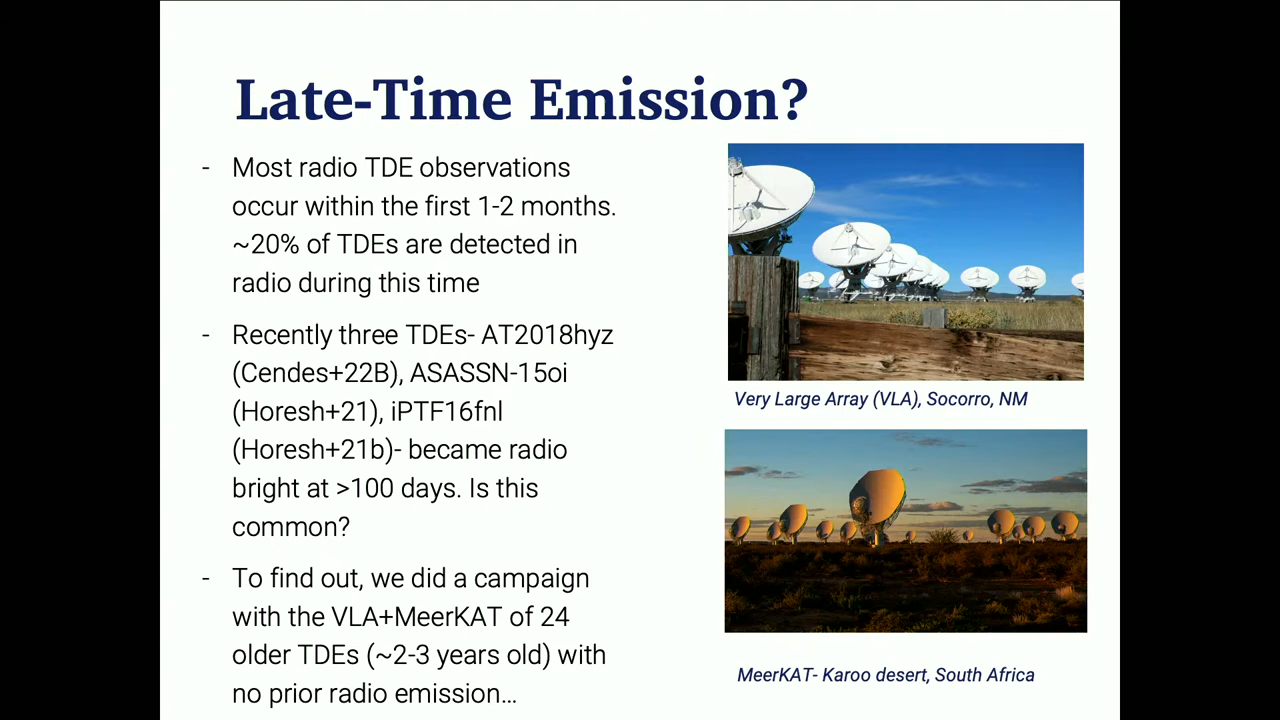 Late-Time Emission?
- Most radio TDE observations
occur within the first 1-2 months.
~20% of TDEs are detected in
radio during this time
- Recently three TDEs- AT2018hyz
(Cendes+22B), ASASSN-15oi
(Horesh+21), iPTF16fnl
(Horesh+21b)- became radio
bright at >100 days. Is this
common?
- To find out, we did a campaign
with the VLA+MeerKAT of 24
older TDEs (~2-3 years old) with
no prior radio emission...
Very Large Array (VLA), Socorro, NM
MeerKAT- Karoo desert, South Africa